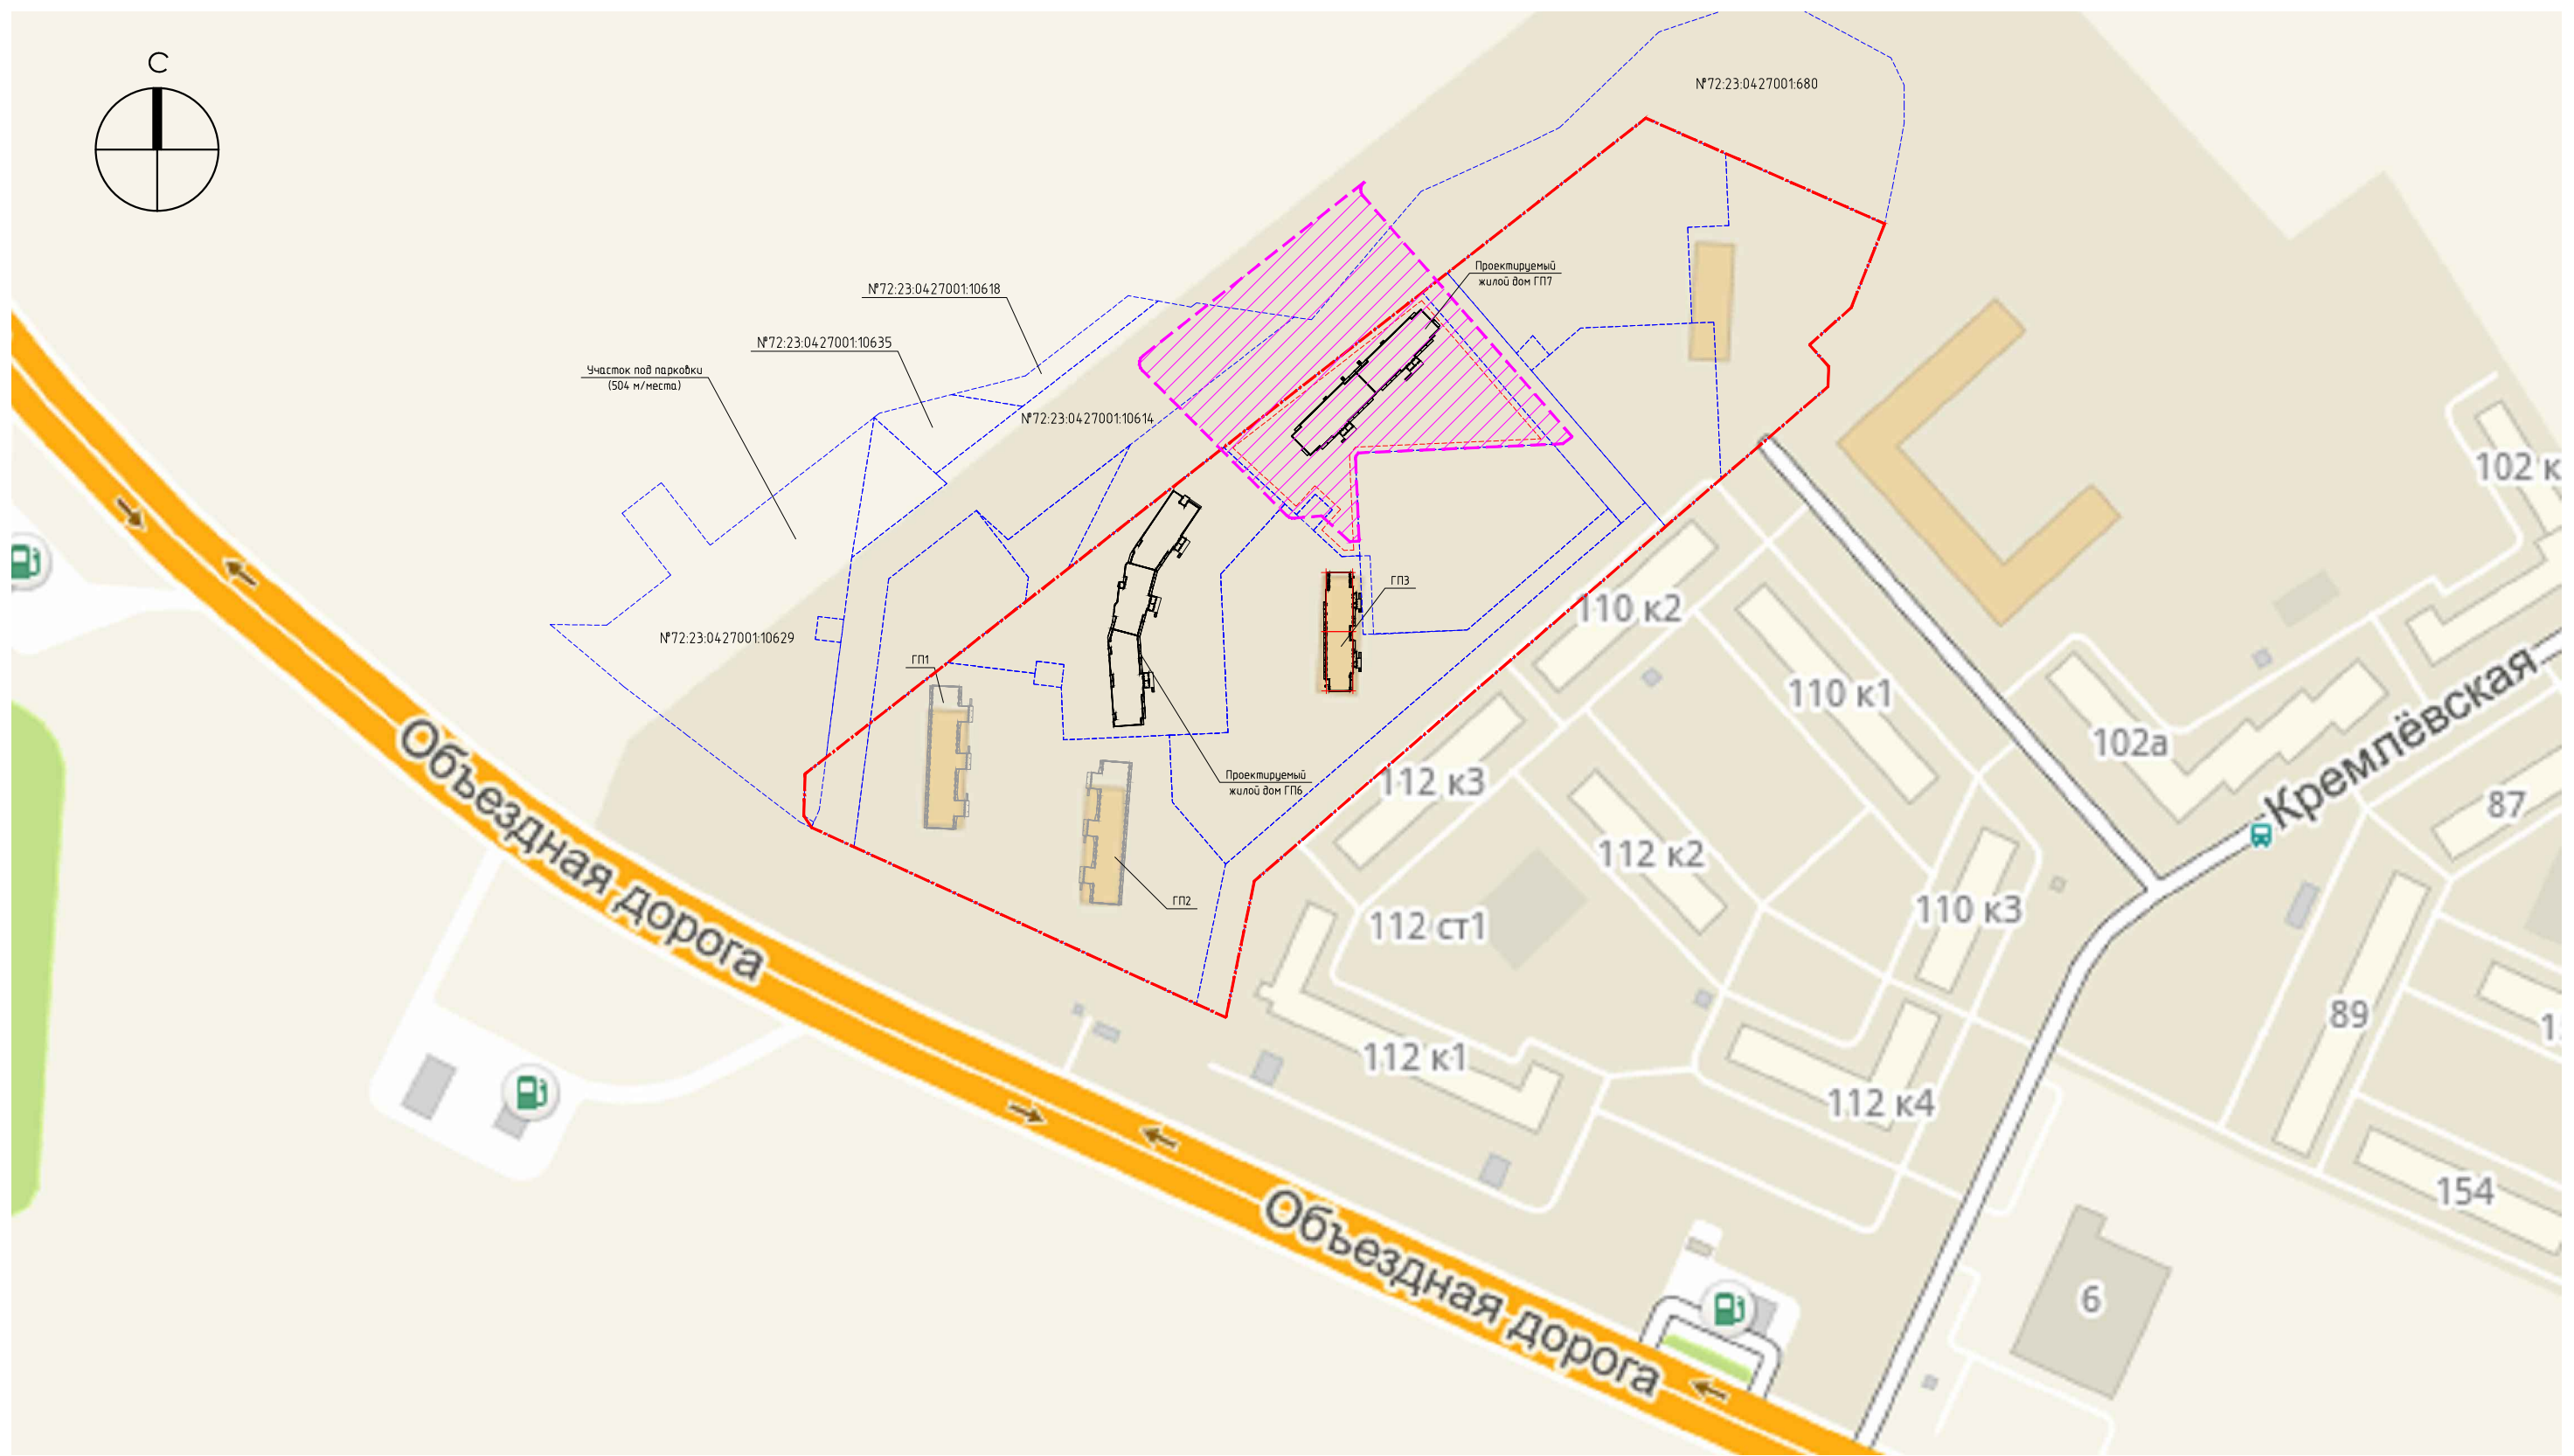 С
№72:23:0427001:680
Проектируемый
жилой дом ГП7
№72:23:0427001:10618
№72:23:0427001:10635
Участок под парковки
(504 м/места)
№72:23:0427001:10614
102 к
ГП3
110 к2
№72:23:0427001:10629
ГП1
110 к1
102а
Кремлёвская
112 к3
Проектируемый
жилой дом ГП6
87
Объездная дорога
112 к2
ГП2
112 ст1
110 к3
89
1
112 к1
112 к4
154
Объездная дорога
6